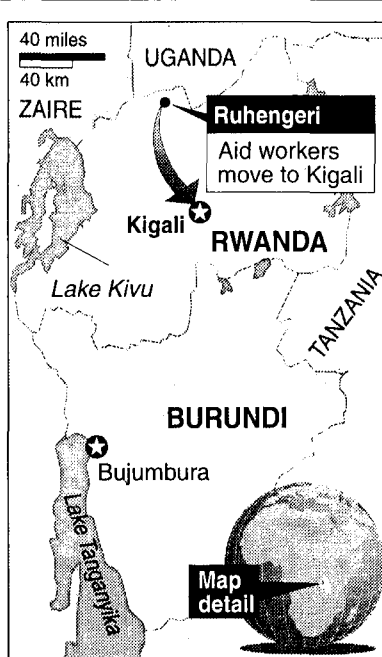 40 miles
40 km
UGANDA
ZAIRE
Ruhengeri
Aid workers
move to Kigali
Kigali
RWANDA
Lake Kivu
TANZANIA
BURUNDI
Bujumbura
Lake Tanganyika
Map
detail